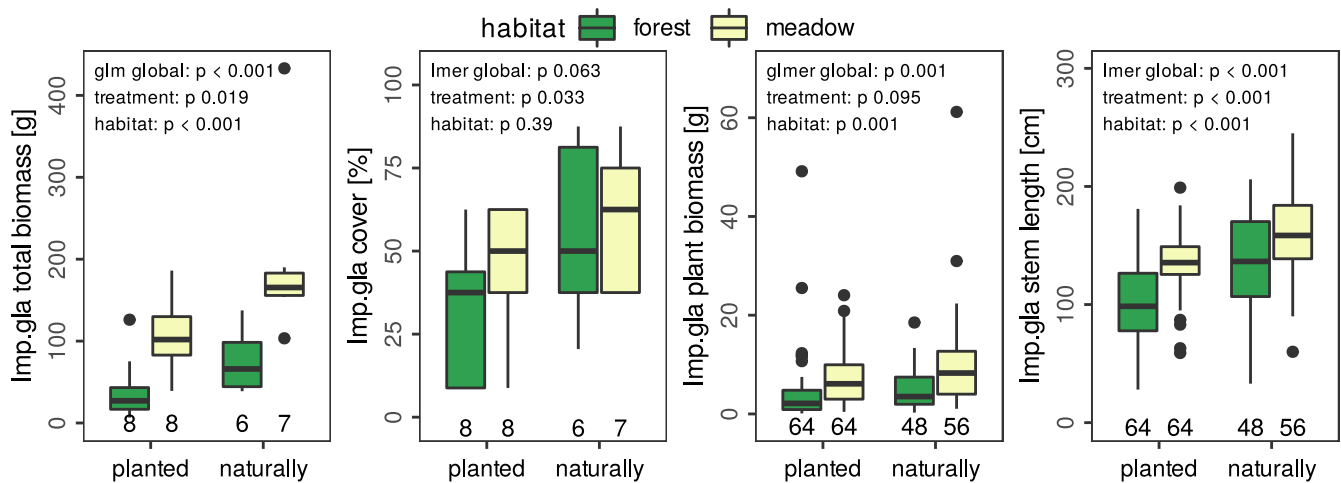 habitat forest meadow
Imp.gla total biomass [g]
400
300
200
100
0
glm global: p < 0.001
treatment: p 0.019
habitat: p < 0.001
8 8 6 7
planted naturally
Imp.gla cover [%]
100
75
50
25
0
lmer global: p 0.063
treatment: p 0.033
habitat: p 0.39
8 8 6 7
planted naturally
Imp.gla plant biomass [g]
60
40
20
0
glmer global: p 0.001
treatment: p 0.095
habitat: p 0.001
64 64 48 56
planted naturally
Imp.gla stem length [cm]
300
200
100
0
lmer global: p < 0.001
treatment: p < 0.001
habitat: p < 0.001
64 64 48 56
planted naturally